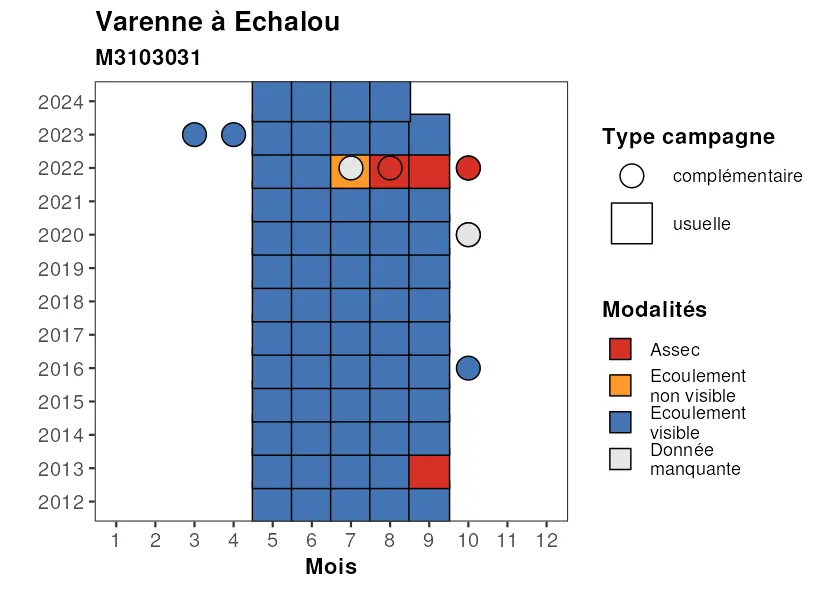 Varenne à Echalou
M3103031
2024
2023
2022
2021
2020
2019
2018
2017
2016
2015
2014
2013
2012
1 2 3 4 5 6 7 8 9 10 11 12
Mois
Type campagne
complémentaire
usuelle
Modalités
Assec
Ecoulement
non visible
Ecoulement
visible
Donnée
manquante